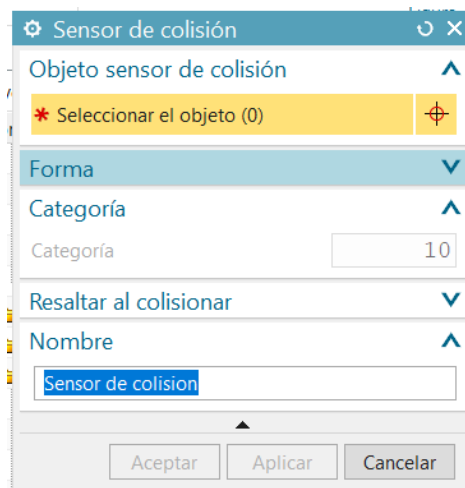 Sensor de colisión
Objeto sensor de colisión
* Seleccionar el objeto (0)
Forma
Categoría
Categoría 10
Resaltar al colisionar
Nombre
Sensor de colision
Aceptar Aplicar Cancelar